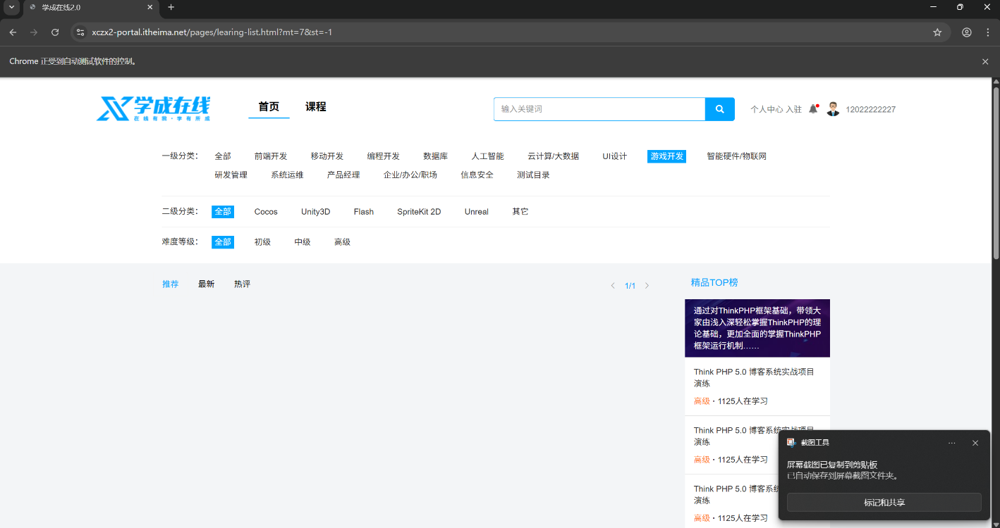 学成在线2.0
xczx2-portal.itheima.net/pages/learing-list.html?mt=7&st=-1
Chrome 正受到自动测试软件的控制。
学成在线
在线有我·学有所成
首页 课程
输入关键词
个人中心 入驻 12022222227
一级分类： 全部 前端开发 移动开发 编程开发 数据库 人工智能 云计算/大数据 UI设计 游戏开发 智能硬件/物联网
研发管理 系统运维 产品经理 企业/办公/职场 信息安全 测试目录
二级分类： 全部 Cocos Unity3D Flash SpriteKit 2D Unreal 其它
难度等级： 全部 初级 中级 高级
推荐 最新 热评 1/1
精品TOP榜
通过对ThinkPHP框架基础，带领大
家由浅入深轻松掌握ThinkPHP的理
论基础，更加全面的掌握ThinkPHP
框架运行机制……
Think PHP 5.0 博客系统实战项目
演练
高级·1125人在学习
Think PHP 5.0 博客系统实战项目
演练
高级·1125人在学习
Think PHP 5.0 博客系统
演练
高级·1125人在学习
截图工具
屏幕截图已复制到剪贴板
已自动保存到屏幕截图文件夹。
标记和共享